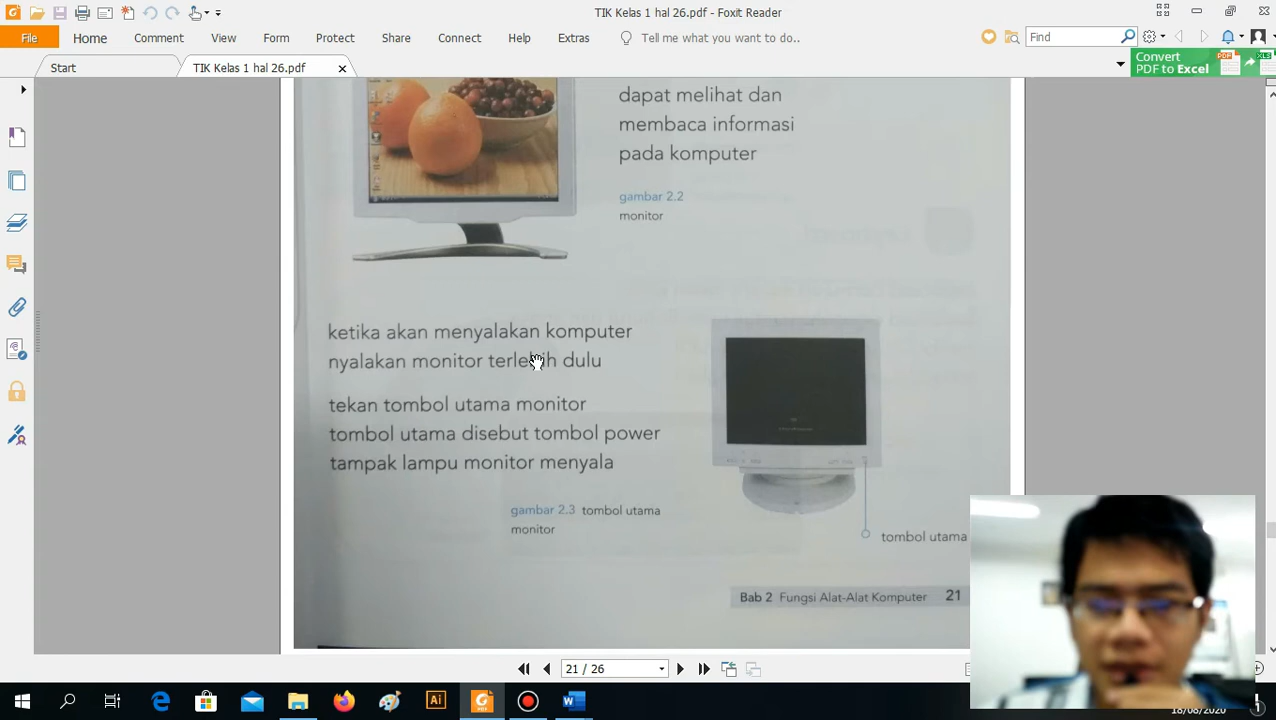 TIK Kelas 1 hal 26.pdf - Foxit Reader
File Home Comment View Form Protect Share Connect Help Extras Tell me what you want to do.. Find
Start TIK Kelas 1 hal 26.pdf
Convert
PDF to Excel
dapat melihat dan
membaca informasi
pada komputer
gambar 2.2
monitor
ketika akan menyalakan komputer
nyalakan monitor terlebih dulu
tekan tombol utama monitor
tombol utama disebut tombol power
tampak lampu monitor menyala
gambar 2.3 tombol utama
monitor
tombol utama
Bab 2 Fungsi Alat-Alat Komputer 21
21 / 26
18/08/2020